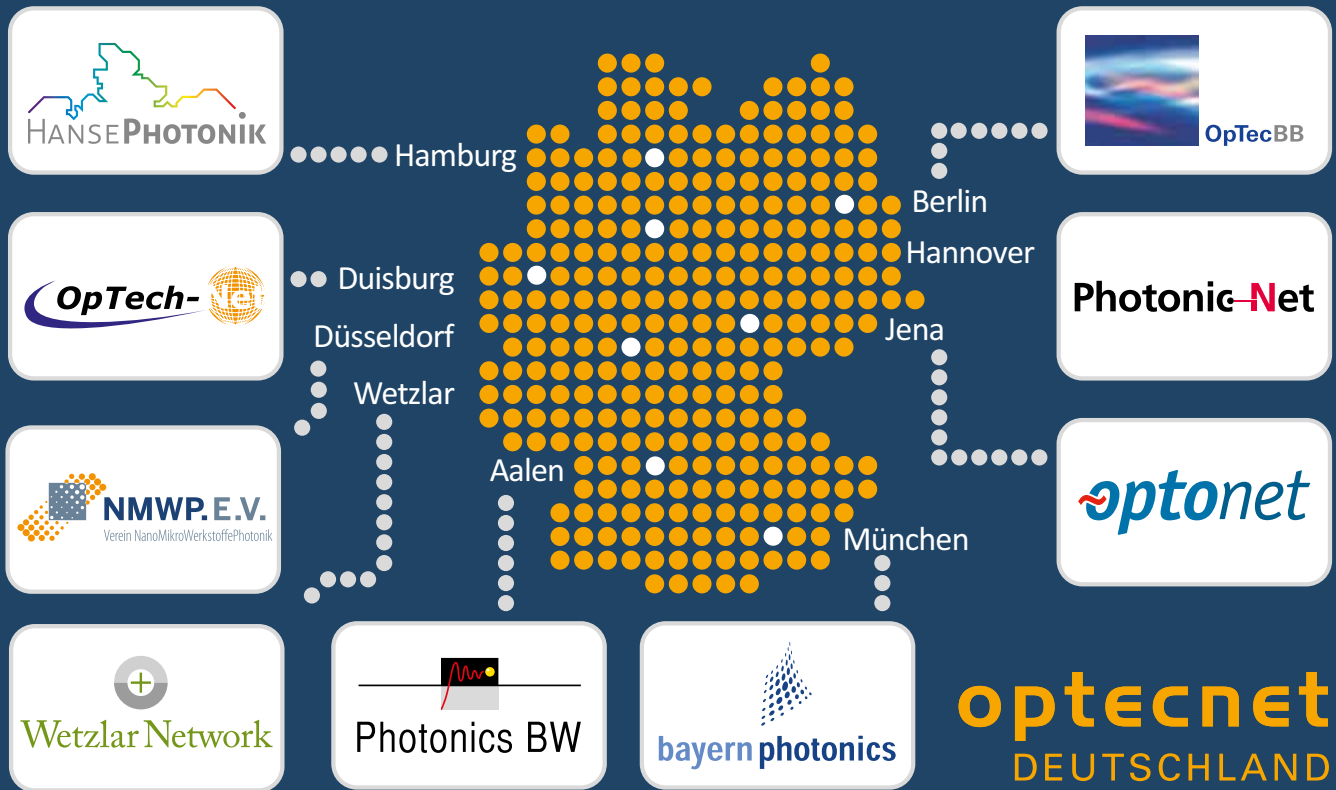 HANSEPHOTONIK
Hamburg
OpTecBB
Berlin
OpTech-Net
Duisburg
Hannover
Photonic Net
Düsseldorf
Jena
Wetzlar
NMWP.E.V.
Verein NanoMikroWerkstoffePhotonik
Aalen
optonet
München
Wetzlar Network
Photonics BW
bayern photonics
optecnet
DEUTSCHLAND